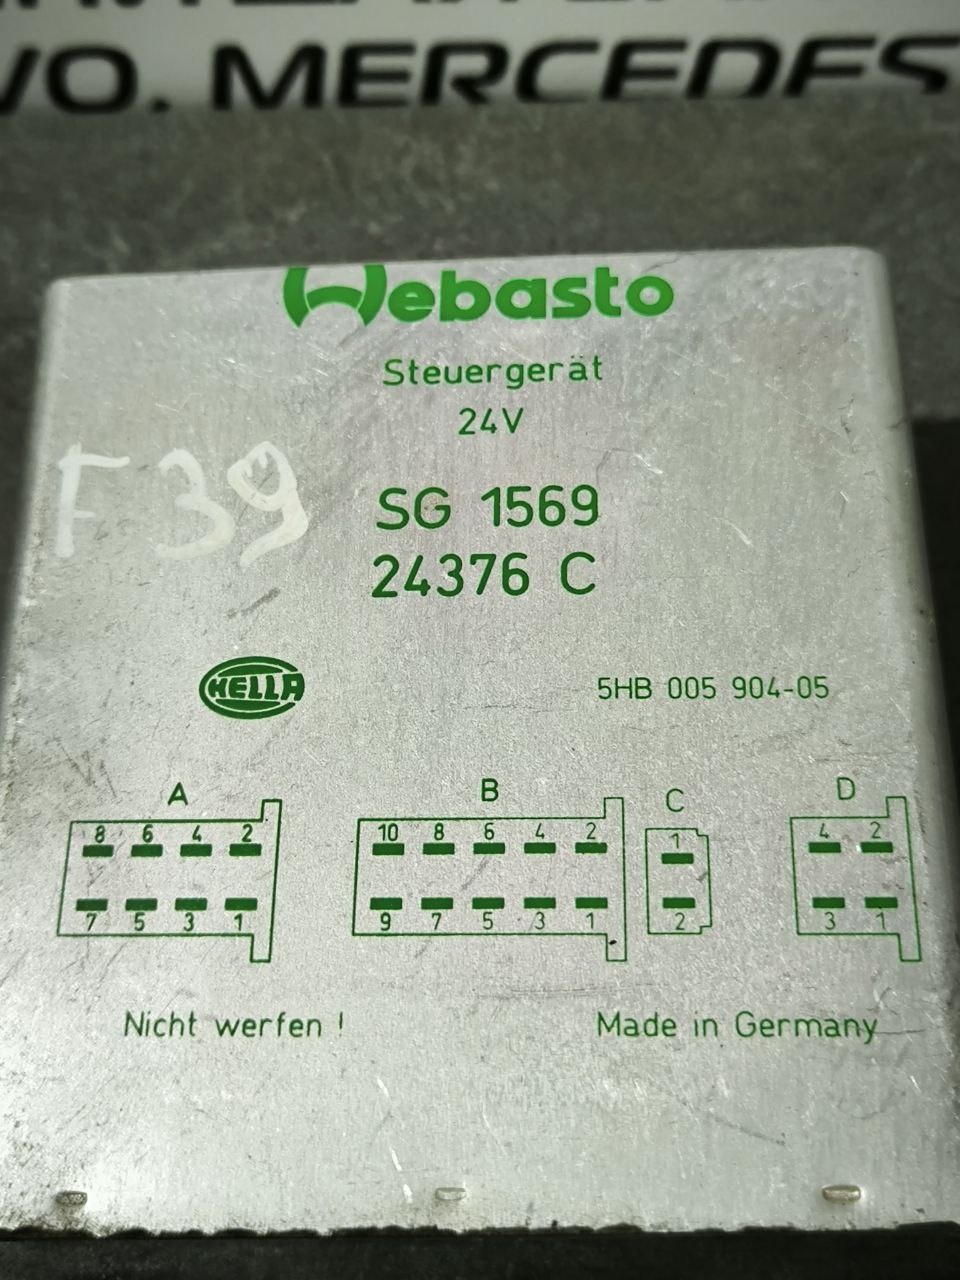 VO. MERCEDES
Webasto
Steuergerät
24V
F 39
SG 1569
24376 C
HELLA
5HB 005 904-05
A B C D
8 6 4 2
7 5 3 1
10 8 6 4 2
9 7 5 3 1
1
2
4 2
3 1
Nicht werfen !
Made in Germany